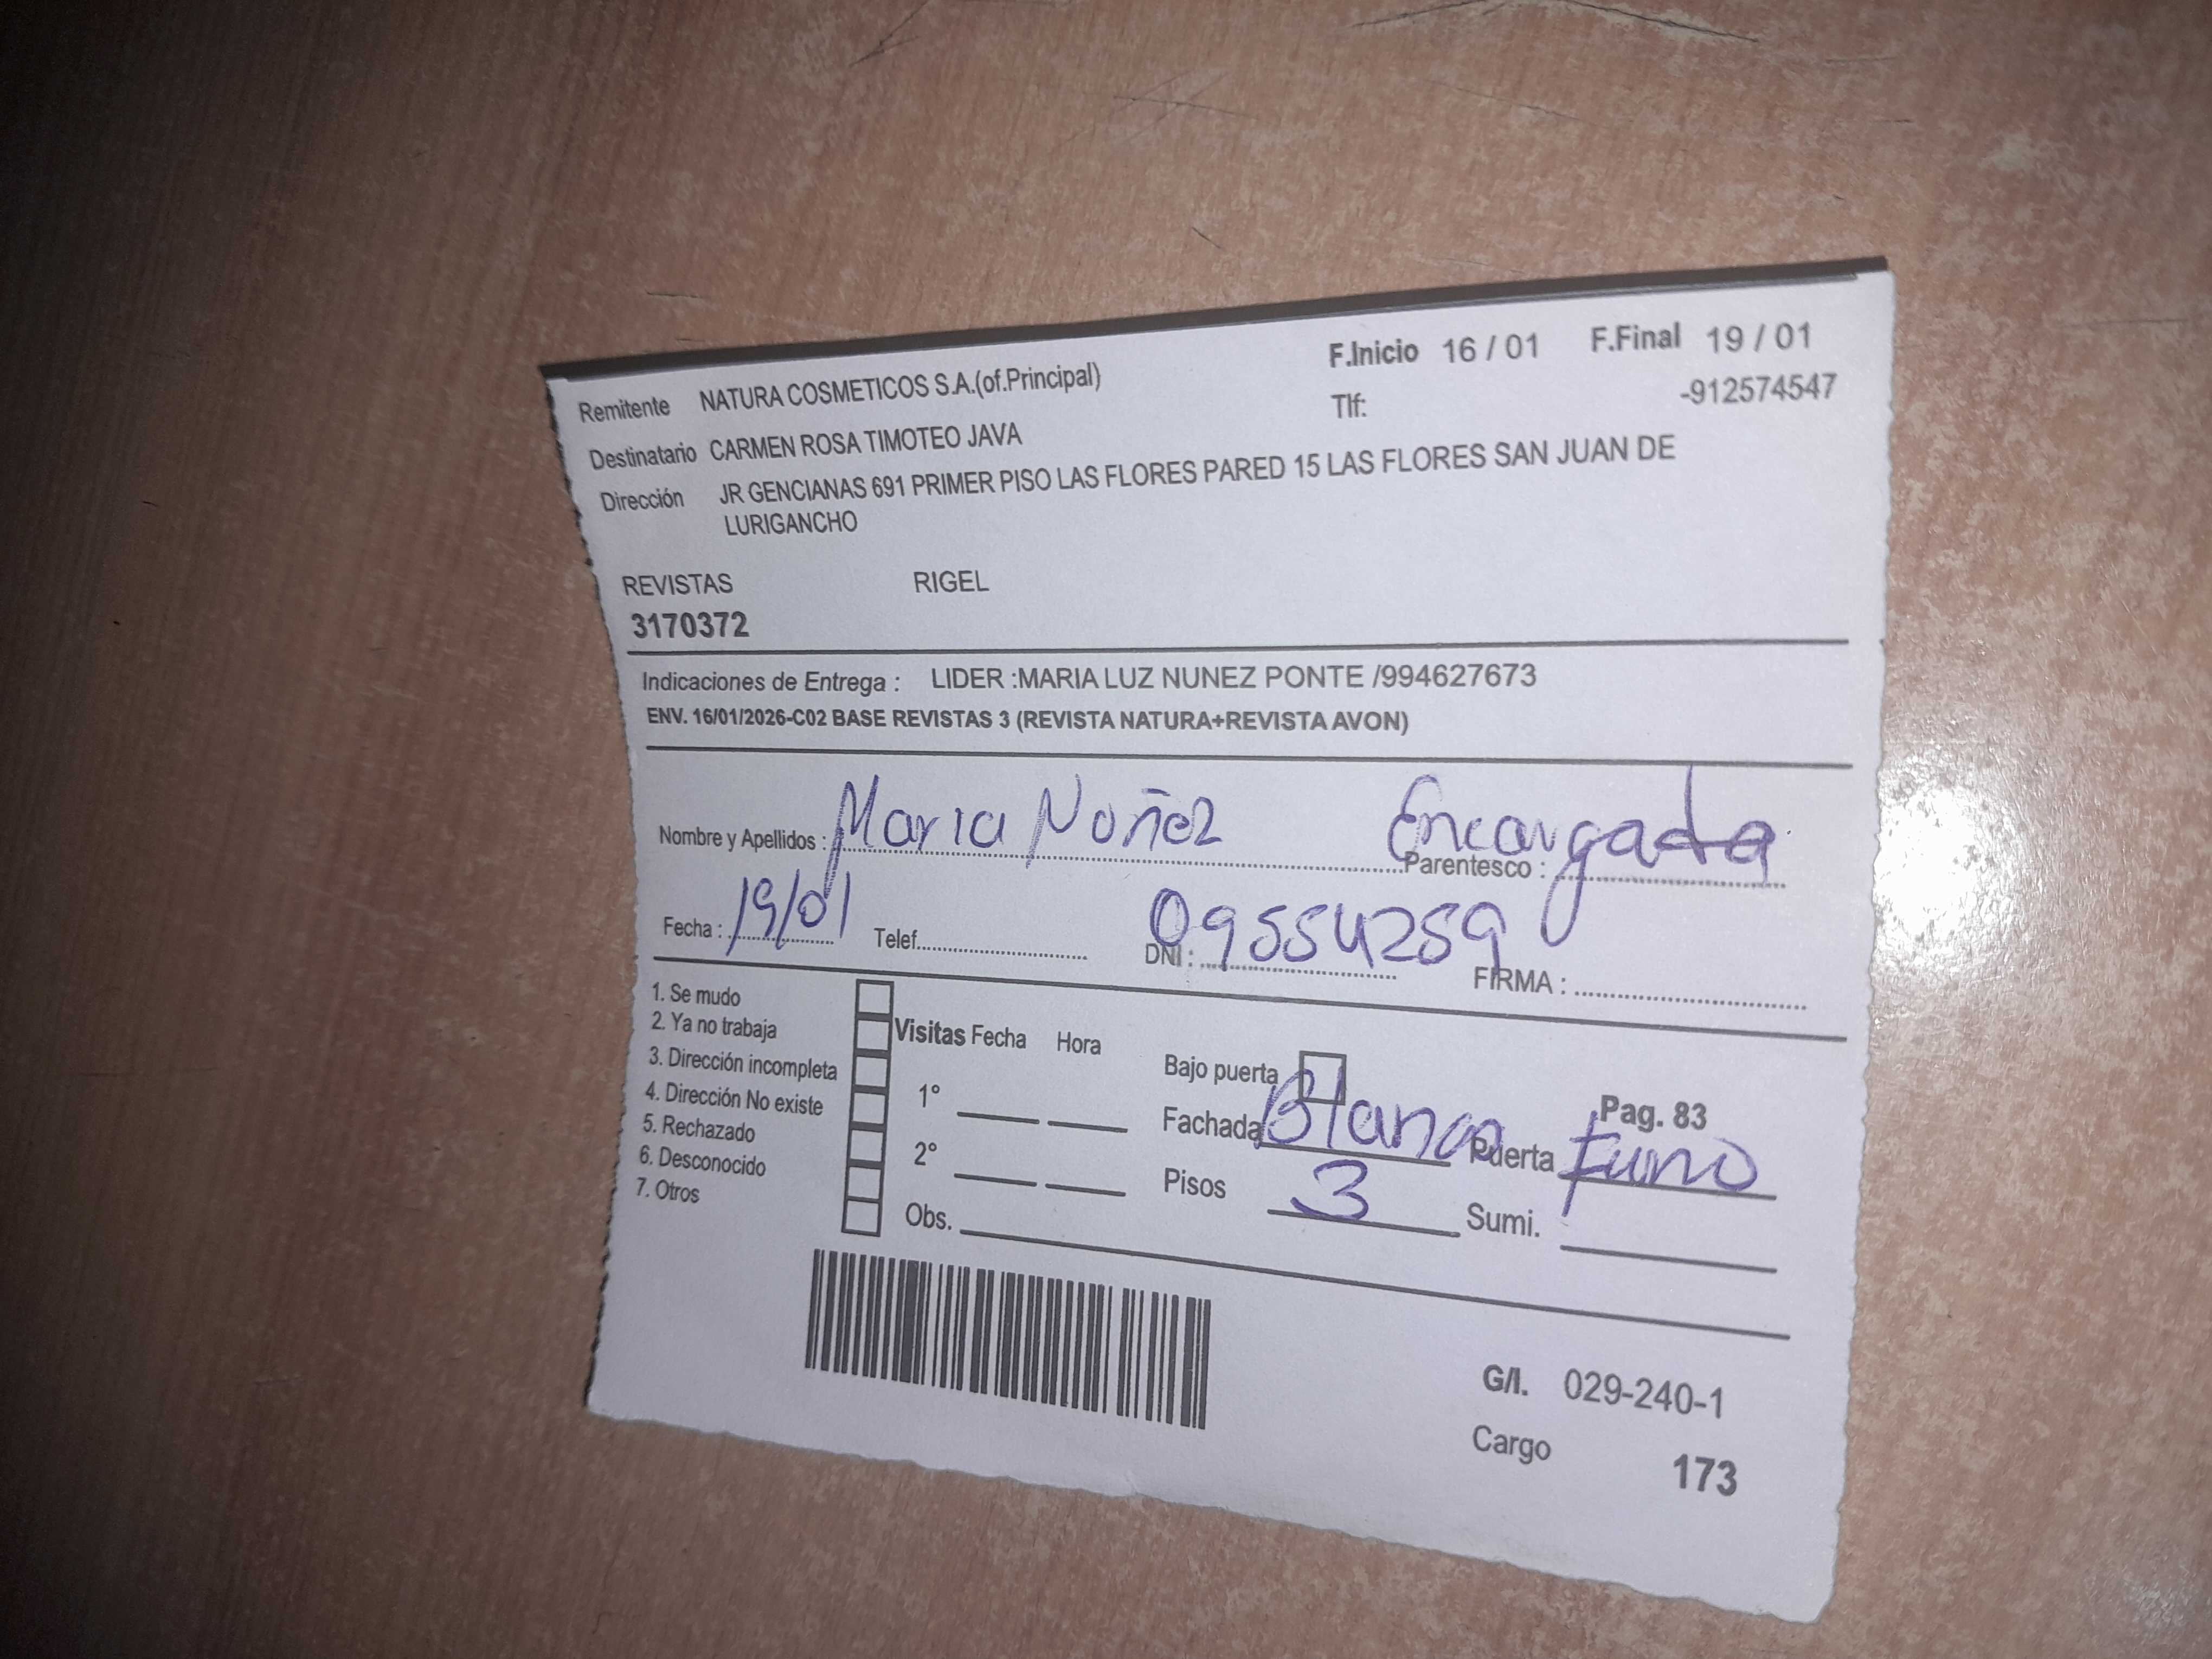 F.Inicio 16 / 01 F.Final 19 / 01
Remitente NATURA COSMETICOS S.A.(of.Principal)
Tlf: -912574547
Destinatario CARMEN ROSA TIMOTEO JAVA
Dirección JR GENCIANAS 691 PRIMER PISO LAS FLORES PARED 15 LAS FLORES SAN JUAN DE
LURIGANCHO
REVISTAS RIGEL
3170372
Indicaciones de Entrega : LIDER :MARIA LUZ NUNEZ PONTE /994627673
ENV. 16/01/2026-C02 BASE REVISTAS 3 (REVISTA NATURA+REVISTA AVON)
Nombre y Apellidos : Maria Nuñez Parentesco : Encargada
Fecha : 19/01 Telef. DNI : 09554259 FIRMA :
1. Se mudo
2. Ya no trabaja
3. Dirección incompleta
4. Dirección No existe
5. Rechazado
6. Desconocido
7. Otros
Visitas Fecha Hora
1°
2°
Obs.
Bajo puerta
Pag. 83
Fachada Blanco Puerta
Pisos 3 Sumi.
G/I. 029-240-1
Cargo 173